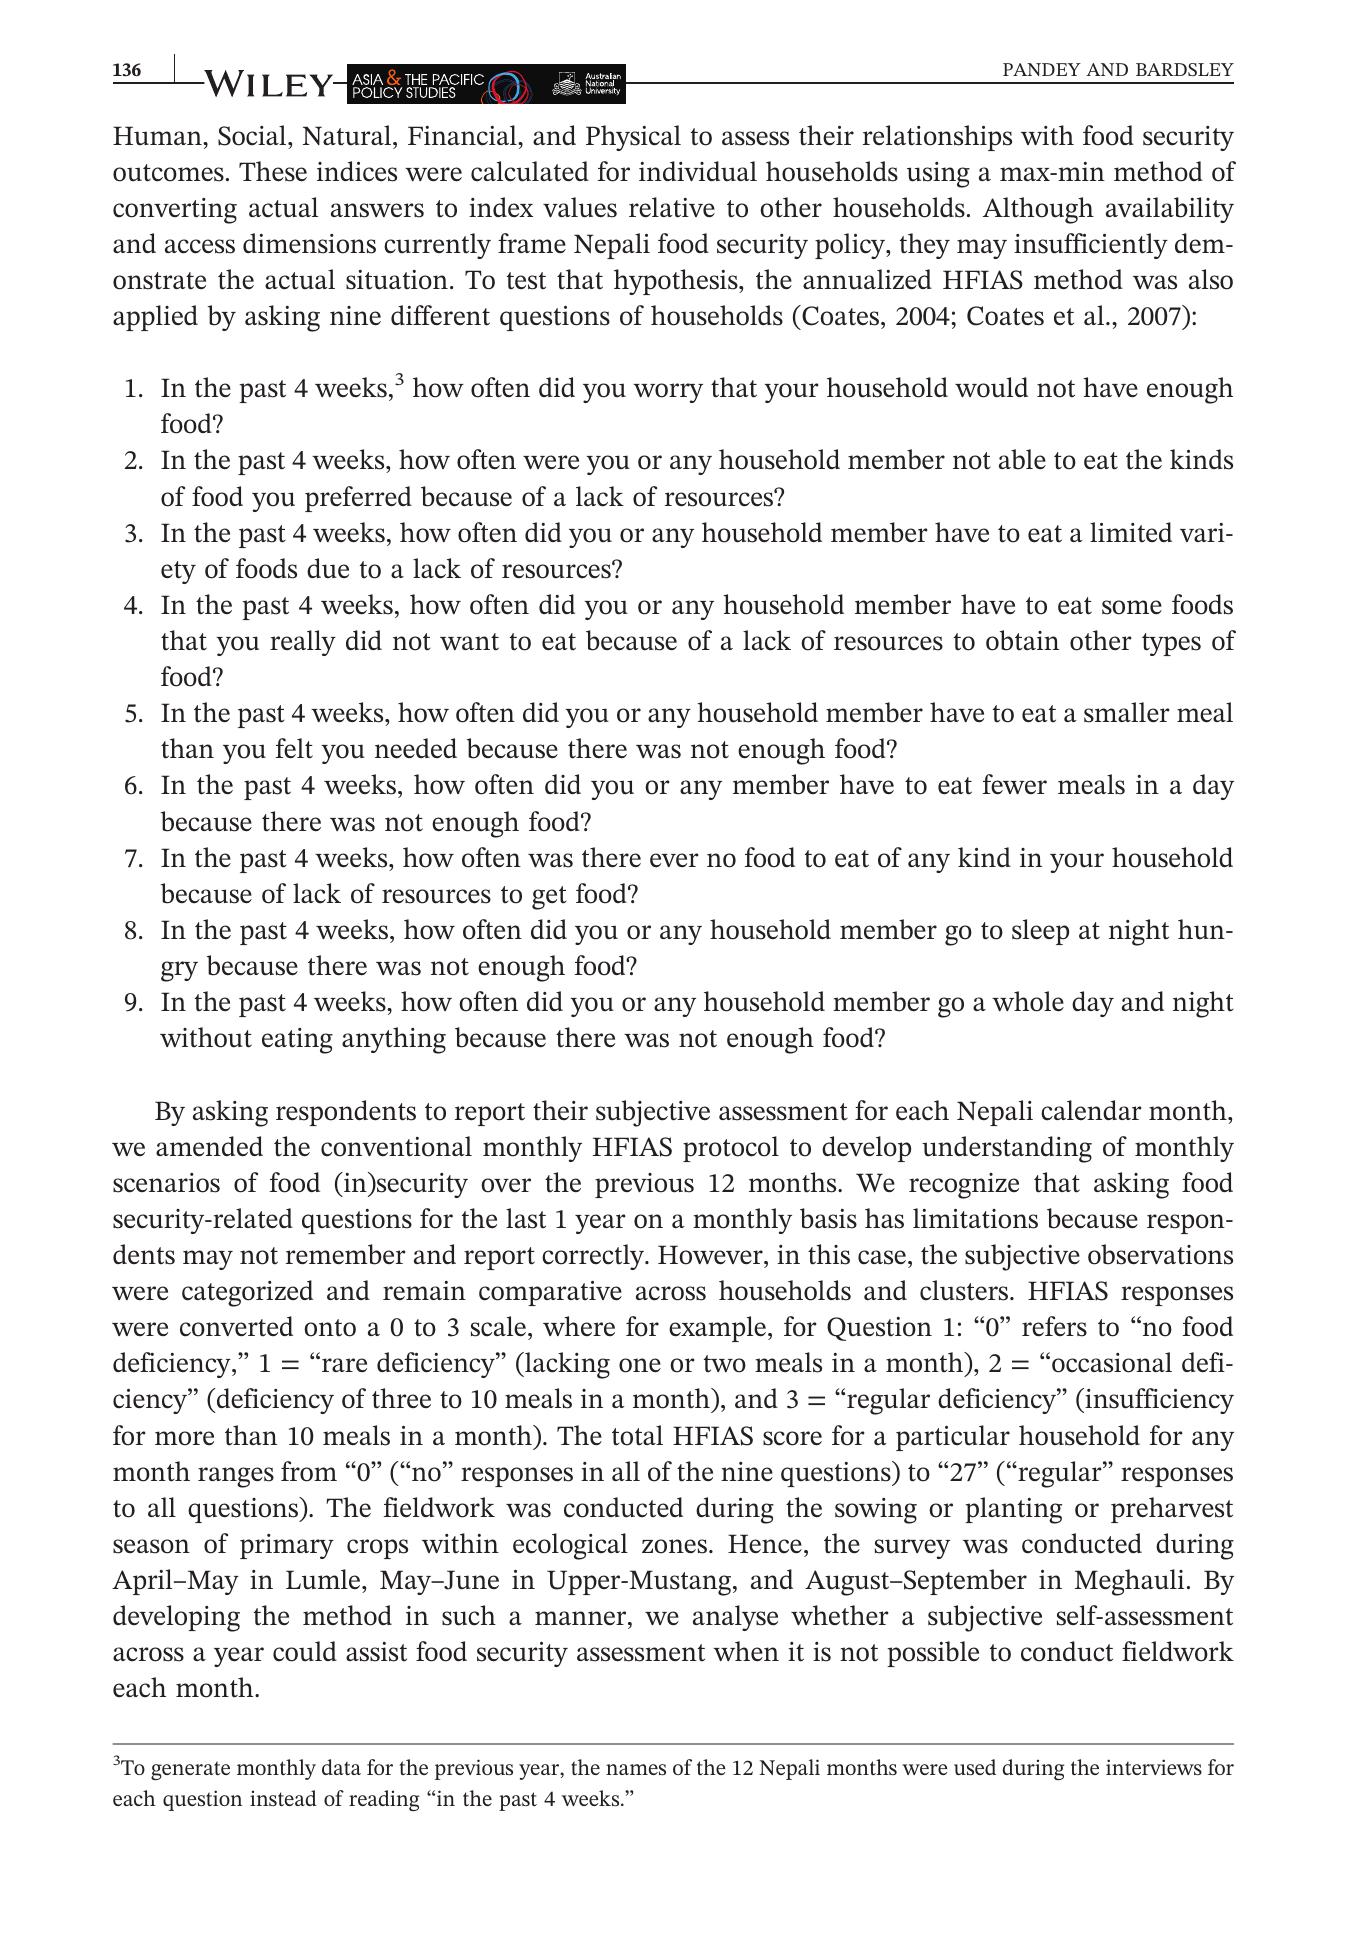 136
WILEY
ASIA & THE PACIFIC
POLICY STUDIES
Australian
National
University
PANDEY AND BARDSLEY
Human, Social, Natural, Financial, and Physical to assess their relationships with food security
outcomes. These indices were calculated for individual households using a max-min method of
converting actual answers to index values relative to other households. Although availability
and access dimensions currently frame Nepali food security policy, they may insufficiently dem-
onstrate the actual situation. To test that hypothesis, the annualized HFIAS method was also
applied by asking nine different questions of households (Coates, 2004; Coates et al., 2007):
1. In the past 4 weeks,³ how often did you worry that your household would not have enough
food?
2. In the past 4 weeks, how often were you or any household member not able to eat the kinds
of food you preferred because of a lack of resources?
3. In the past 4 weeks, how often did you or any household member have to eat a limited vari-
ety of foods due to a lack of resources?
4. In the past 4 weeks, how often did you or any household member have to eat some foods
that you really did not want to eat because of a lack of resources to obtain other types of
food?
5. In the past 4 weeks, how often did you or any household member have to eat a smaller meal
than you felt you needed because there was not enough food?
6. In the past 4 weeks, how often did you or any member have to eat fewer meals in a day
because there was not enough food?
7. In the past 4 weeks, how often was there ever no food to eat of any kind in your household
because of lack of resources to get food?
8. In the past 4 weeks, how often did you or any household member go to sleep at night hun-
gry because there was not enough food?
9. In the past 4 weeks, how often did you or any household member go a whole day and night
without eating anything because there was not enough food?
By asking respondents to report their subjective assessment for each Nepali calendar month,
we amended the conventional monthly HFIAS protocol to develop understanding of monthly
scenarios of food (in)security over the previous 12 months. We recognize that asking food
security-related questions for the last 1 year on a monthly basis has limitations because respon-
dents may not remember and report correctly. However, in this case, the subjective observations
were categorized and remain comparative across households and clusters. HFIAS responses
were converted onto a 0 to 3 scale, where for example, for Question 1: “0” refers to “no food
deficiency,” 1 = “rare deficiency” (lacking one or two meals in a month), 2 = “occasional defi-
ciency” (deficiency of three to 10 meals in a month), and 3 = “regular deficiency” (insufficiency
for more than 10 meals in a month). The total HFIAS score for a particular household for any
month ranges from “0” (“no” responses in all of the nine questions) to “27” (“regular” responses
to all questions). The fieldwork was conducted during the sowing or planting or preharvest
season of primary crops within ecological zones. Hence, the survey was conducted during
April–May in Lumle, May–June in Upper-Mustang, and August–September in Meghauli. By
developing the method in such a manner, we analyse whether a subjective self-assessment
across a year could assist food security assessment when it is not possible to conduct fieldwork
each month.
³To generate monthly data for the previous year, the names of the 12 Nepali months were used during the interviews for
each question instead of reading “in the past 4 weeks.”